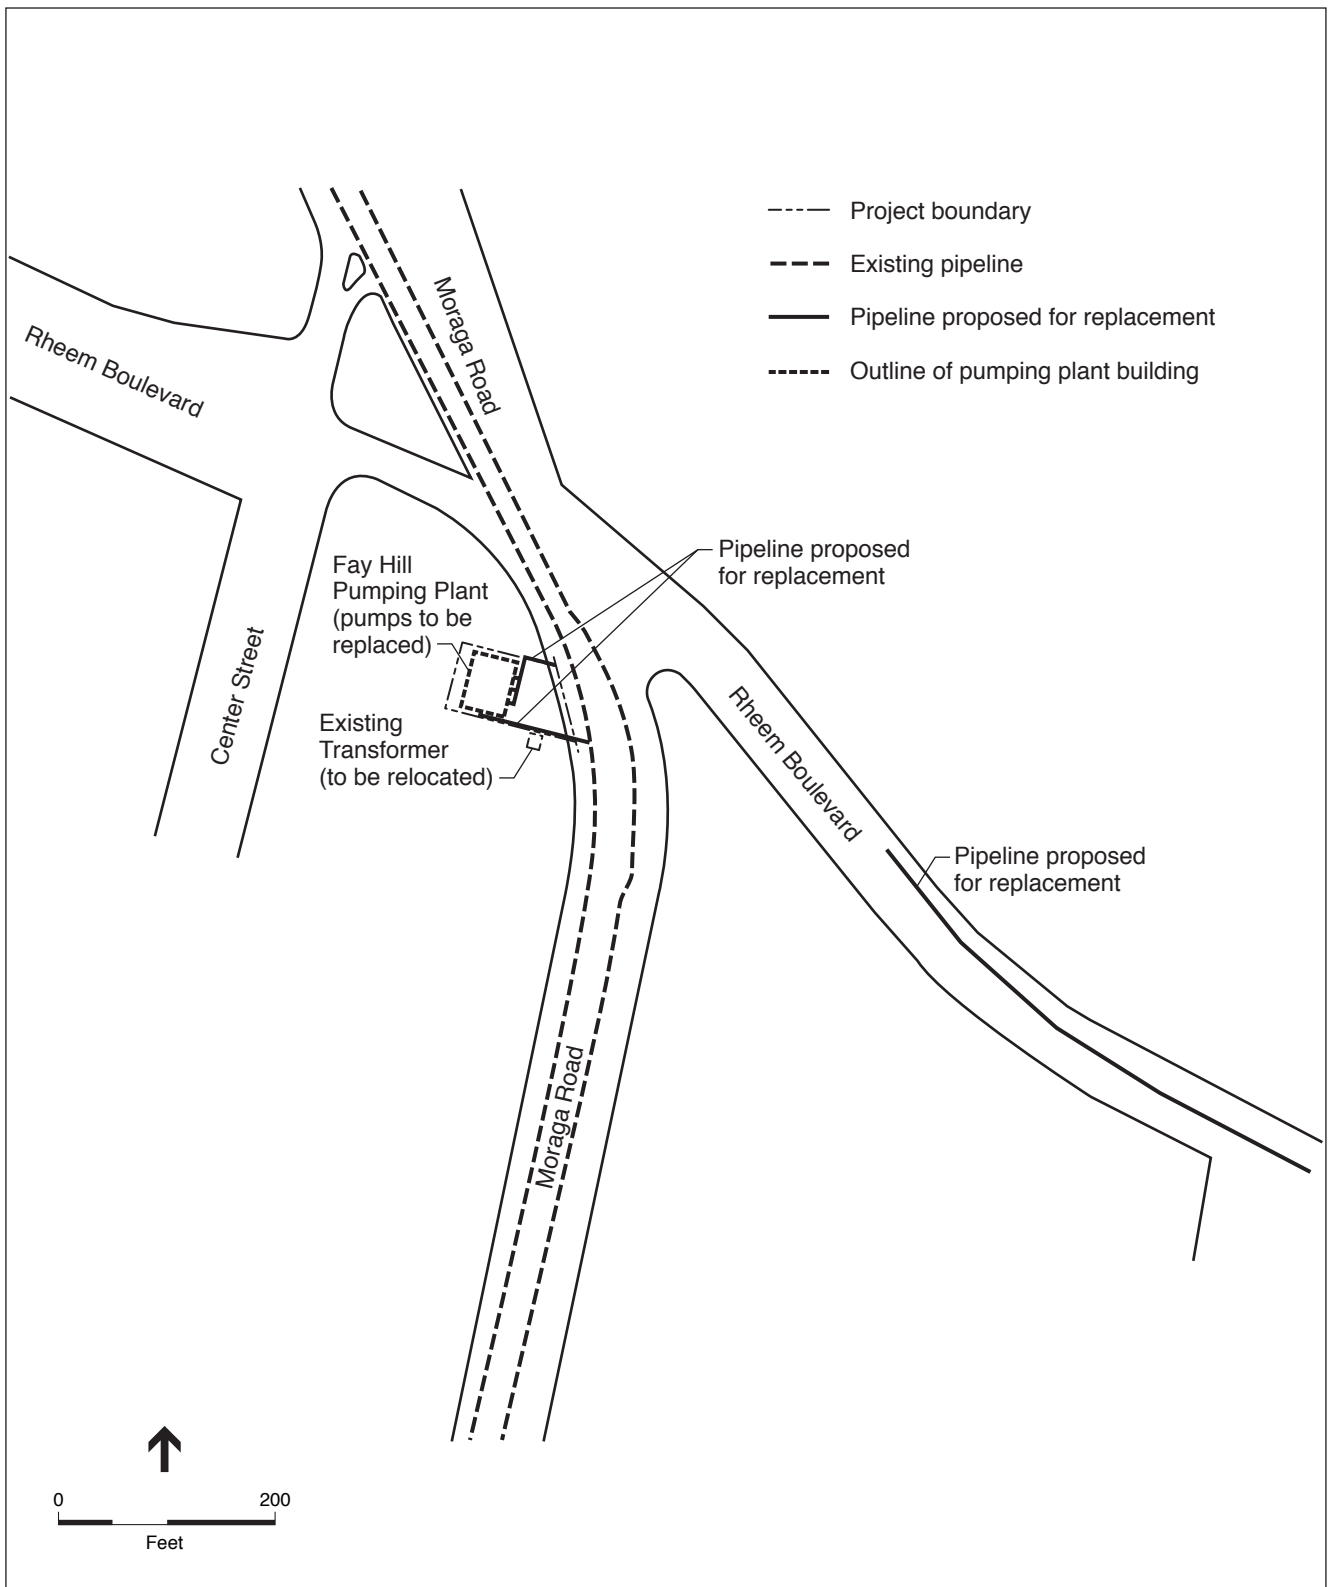 Project boundary
Existing pipeline
Pipeline proposed for replacement
Outline of pumping plant building
Moraga Road
Rheem Boulevard
Pipeline proposed
for replacement
Fay Hill
Pumping Plant
(pumps to be
replaced)
Center Street
Existing
Transformer
(to be relocated)
Rheem Boulevard
Pipeline proposed
for replacement
Moraga Road
0 200
Feet